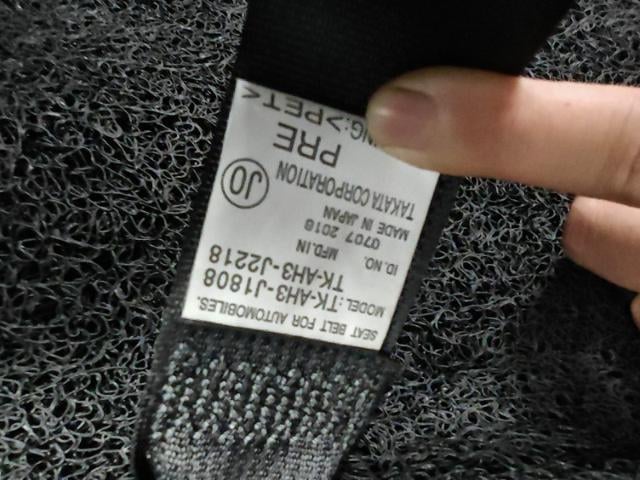 SEAT BELT FOR AUTOMOBILES.
MODEL:TK-AH3-J1808
TK-AH3-J2218
ID.NO. MFD.IN
0707 2018
MADE IN JAPAN
TAKATA CORPORATION
JO
PRE
NG:>PET<